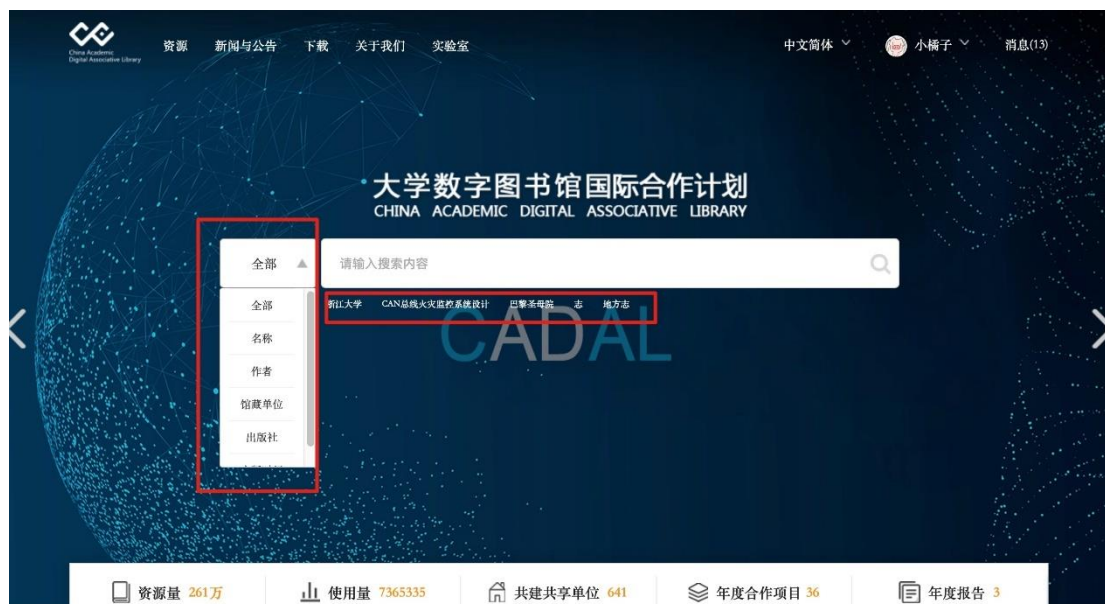 China Academic
Digital Associative Library
资源 新闻与公告 下载 关于我们 实验室 中文简体 小橘子 消息(13)
大学数字图书馆国际合作计划
CHINA ACADEMIC DIGITAL ASSOCIATIVE LIBRARY
全部 请输入搜索内容
全部 浙江大学 CAN总线火灾监控系统设计 巴黎圣母院 志 地方志
名称
CADAL
作者
馆藏单位
出版社
资源量 261万 使用量 7365335 共建共享单位 641 年度合作项目 36 年度报告 3